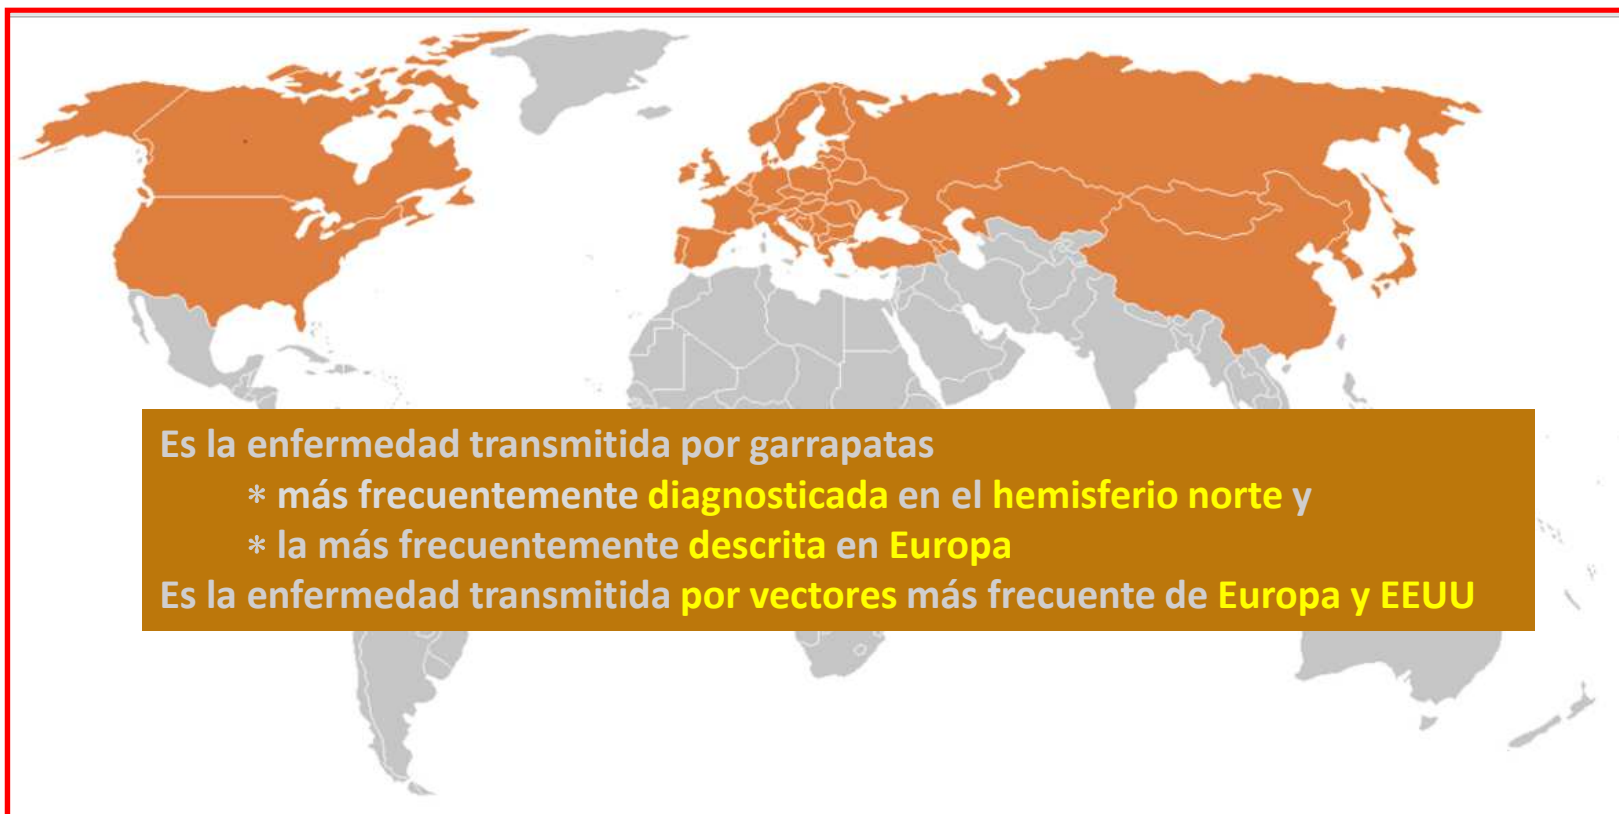 Es la enfermedad transmitida por garrapatas
* más frecuentemente diagnosticada en el hemisferio norte y
* la más frecuentemente descrita en Europa
Es la enfermedad transmitida por vectores más frecuente de Europa y EEUU